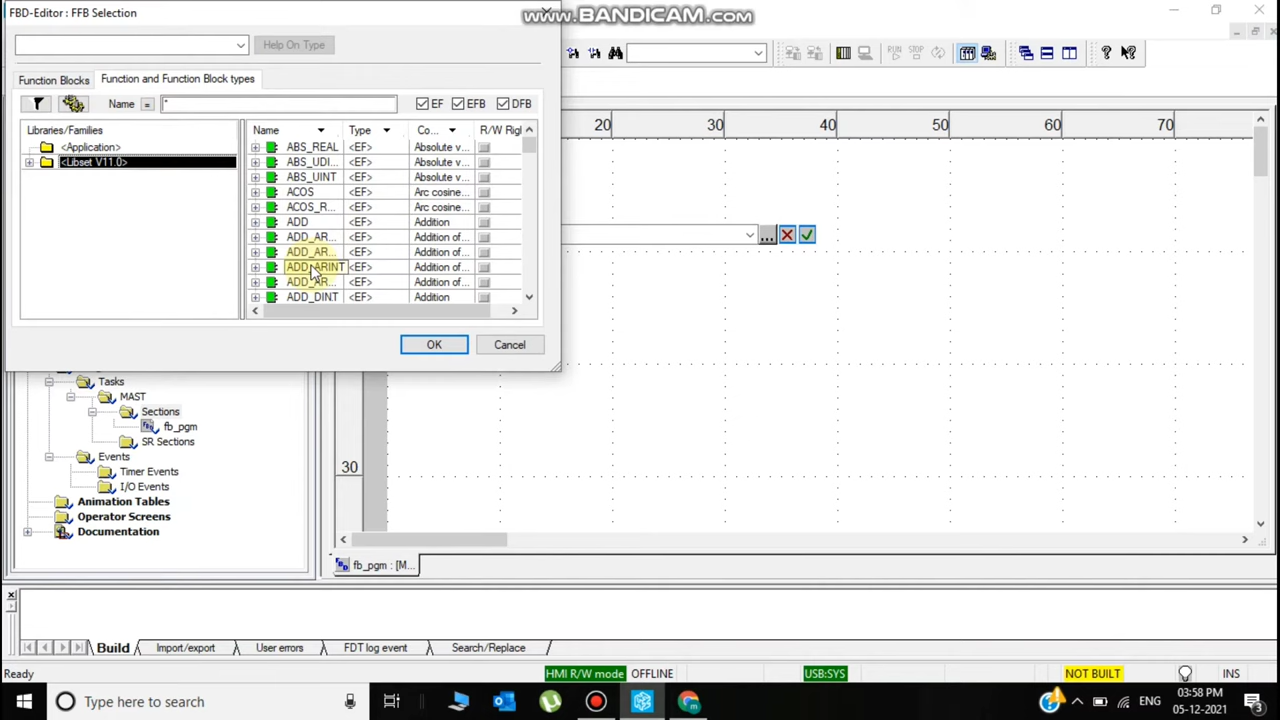 FBD-Editor : FFB Selection
www.BANDICAM.com
Help On Type
Function Blocks
Function and Function Block types
Name = *
EF EFB DFB
Libraries/Families
Name Type Co... R/W Righ
<Application>
<Libset V11.0>
ABS_REAL <EF> Absolute v...
ABS_UDI... <EF> Absolute v...
ABS_UINT <EF> Absolute v...
ACOS <EF> Arc cosine...
ACOS_R... <EF> Arc cosine...
ADD <EF> Addition
ADD_AR... <EF> Addition of...
ADD_AR... <EF> Addition of...
ADD_ARINT <EF> Addition of...
ADD_AR... <EF> Addition of...
ADD_DINT <EF> Addition
OK
Cancel
RUN STOP
20 30 40 50 60 70
...
30
Tasks
MAST
Sections
fb_pgm
SR Sections
Events
Timer Events
I/O Events
Animation Tables
Operator Screens
Documentation
fb_pgm : [M...
Build
Import/export
User errors
FDT log event
Search/Replace
Ready
HMI R/W mode
OFFLINE
USB:SYS
NOT BUILT
INS
Type here to search
ENG
03:58 PM
05-12-2021
3